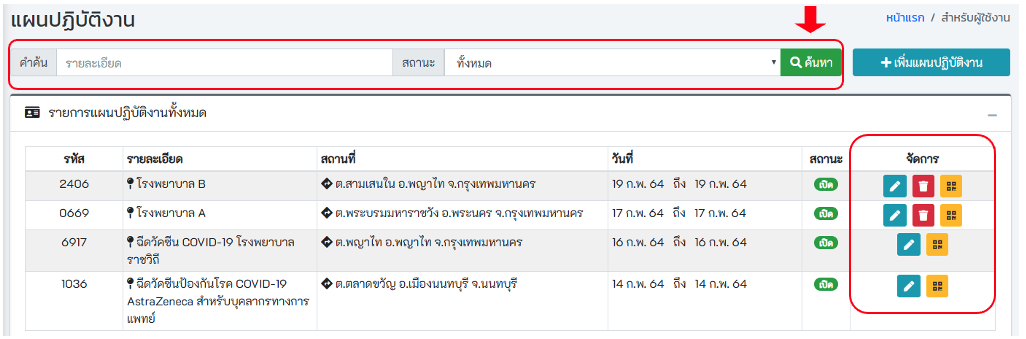 แผนปฏิบัติงาน
หน้าแรก / สำหรับผู้ใช้งาน
คำค้น รายละเอียด สถานะ ทั้งหมด ค้นหา +เพิ่มแผนปฏิบัติงาน
รายการแผนปฏิบัติงานทั้งหมด
รหัส รายละเอียด สถานที่ วันที่ สถานะ จัดการ
2406 โรงพยาบาล B ต.สามเสนใน อ.พญาไท จ.กรุงเทพมหานคร 19 ก.พ. 64 ถึง 19 ก.พ. 64 เปิด
0669 โรงพยาบาล A ต.พระบรมมหาราชวัง อ.พระนคร จ.กรุงเทพมหานคร 17 ก.พ. 64 ถึง 17 ก.พ. 64 เปิด
6917 ฉีดวัคซีน COVID-19 โรงพยาบาล ต.พญาไท อ.พญาไท จ.กรุงเทพมหานคร 16 ก.พ. 64 ถึง 16 ก.พ. 64 เปิด
ราชวิถี
1036 ฉีดวัคซีนป้องกันโรค COVID-19 ต.ตลาดขวัญ อ.เมืองนนทบุรี จ.นนทบุรี 14 ก.พ. 64 ถึง 14 ก.พ. 64 เปิด
AstraZeneca สำหรับบุคลากรทางการ
แพทย์